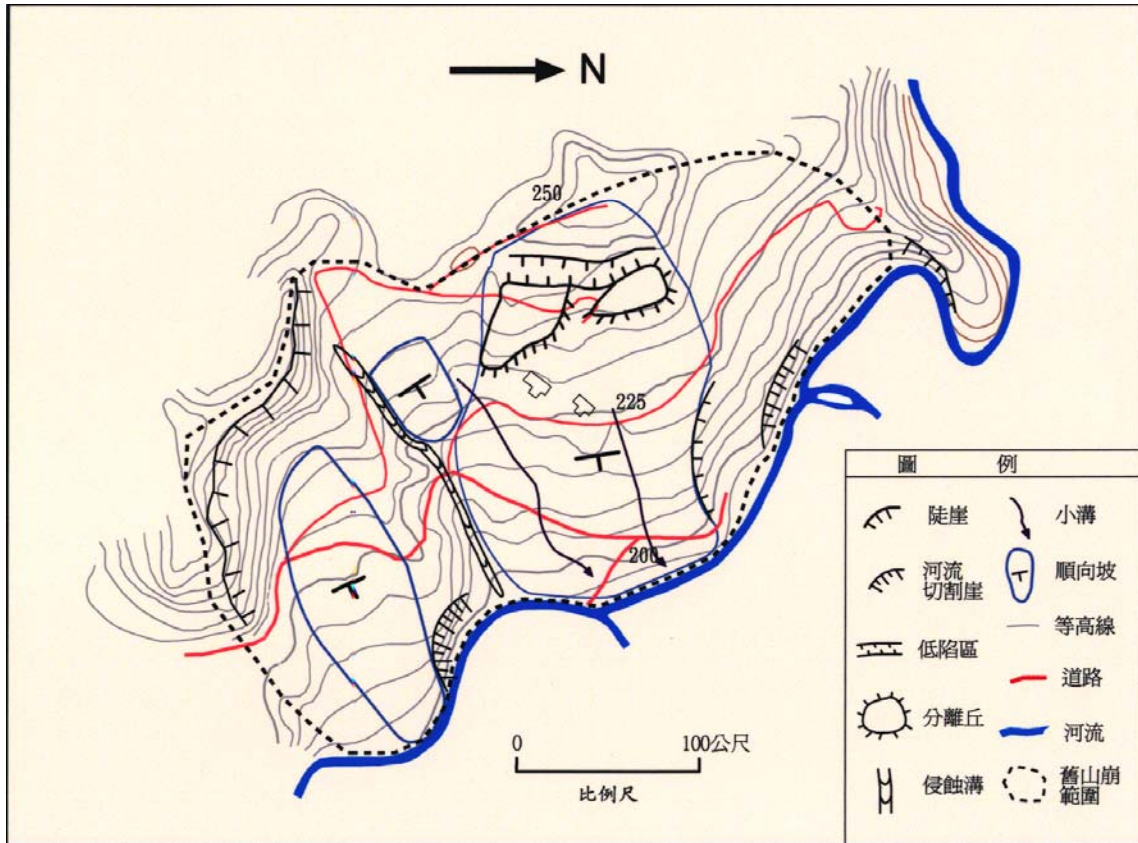 N
250
225
200
0 100公尺
比例尺
圖 例
陡崖
小溝
河流
切割崖
順向坡
等高線
低陷區
道路
分離丘
河流
侵蝕溝
舊山崩
範圍